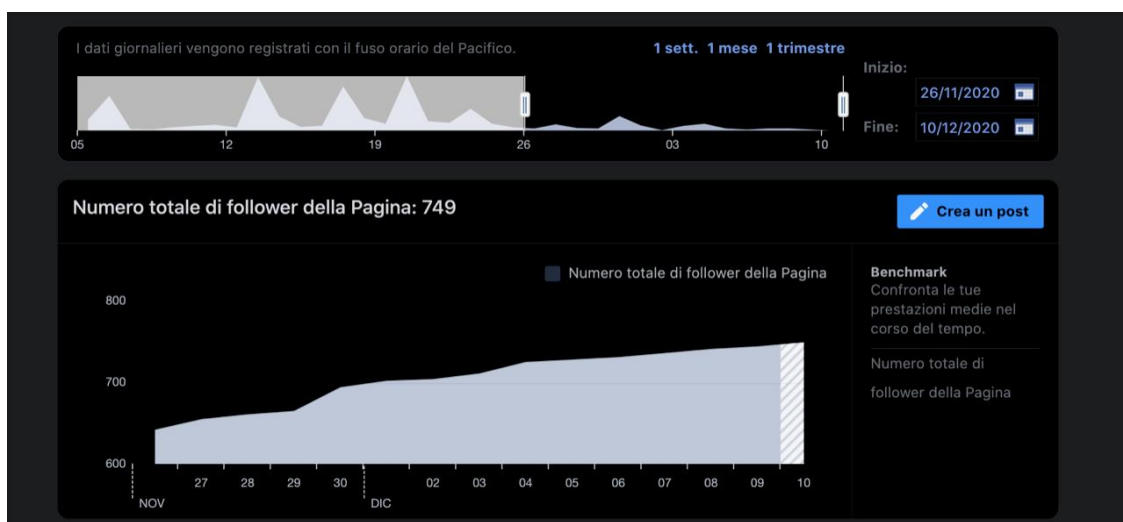 I dati giornalieri vengono registrati con il fuso orario del Pacifico.
1 sett. 1 mese 1 trimestre
Inizio:
26/11/2020
Fine:
10/12/2020
05 12 19 26 03 10
Numero totale di follower della Pagina: 749
Crea un post
Numero totale di follower della Pagina
800
700
600
27 28 29 30 02 03 04 05 06 07 08 09 10
NOV DIC
Benchmark
Confronta le tue
prestazioni medie nel
corso del tempo.
Numero totale di
follower della Pagina